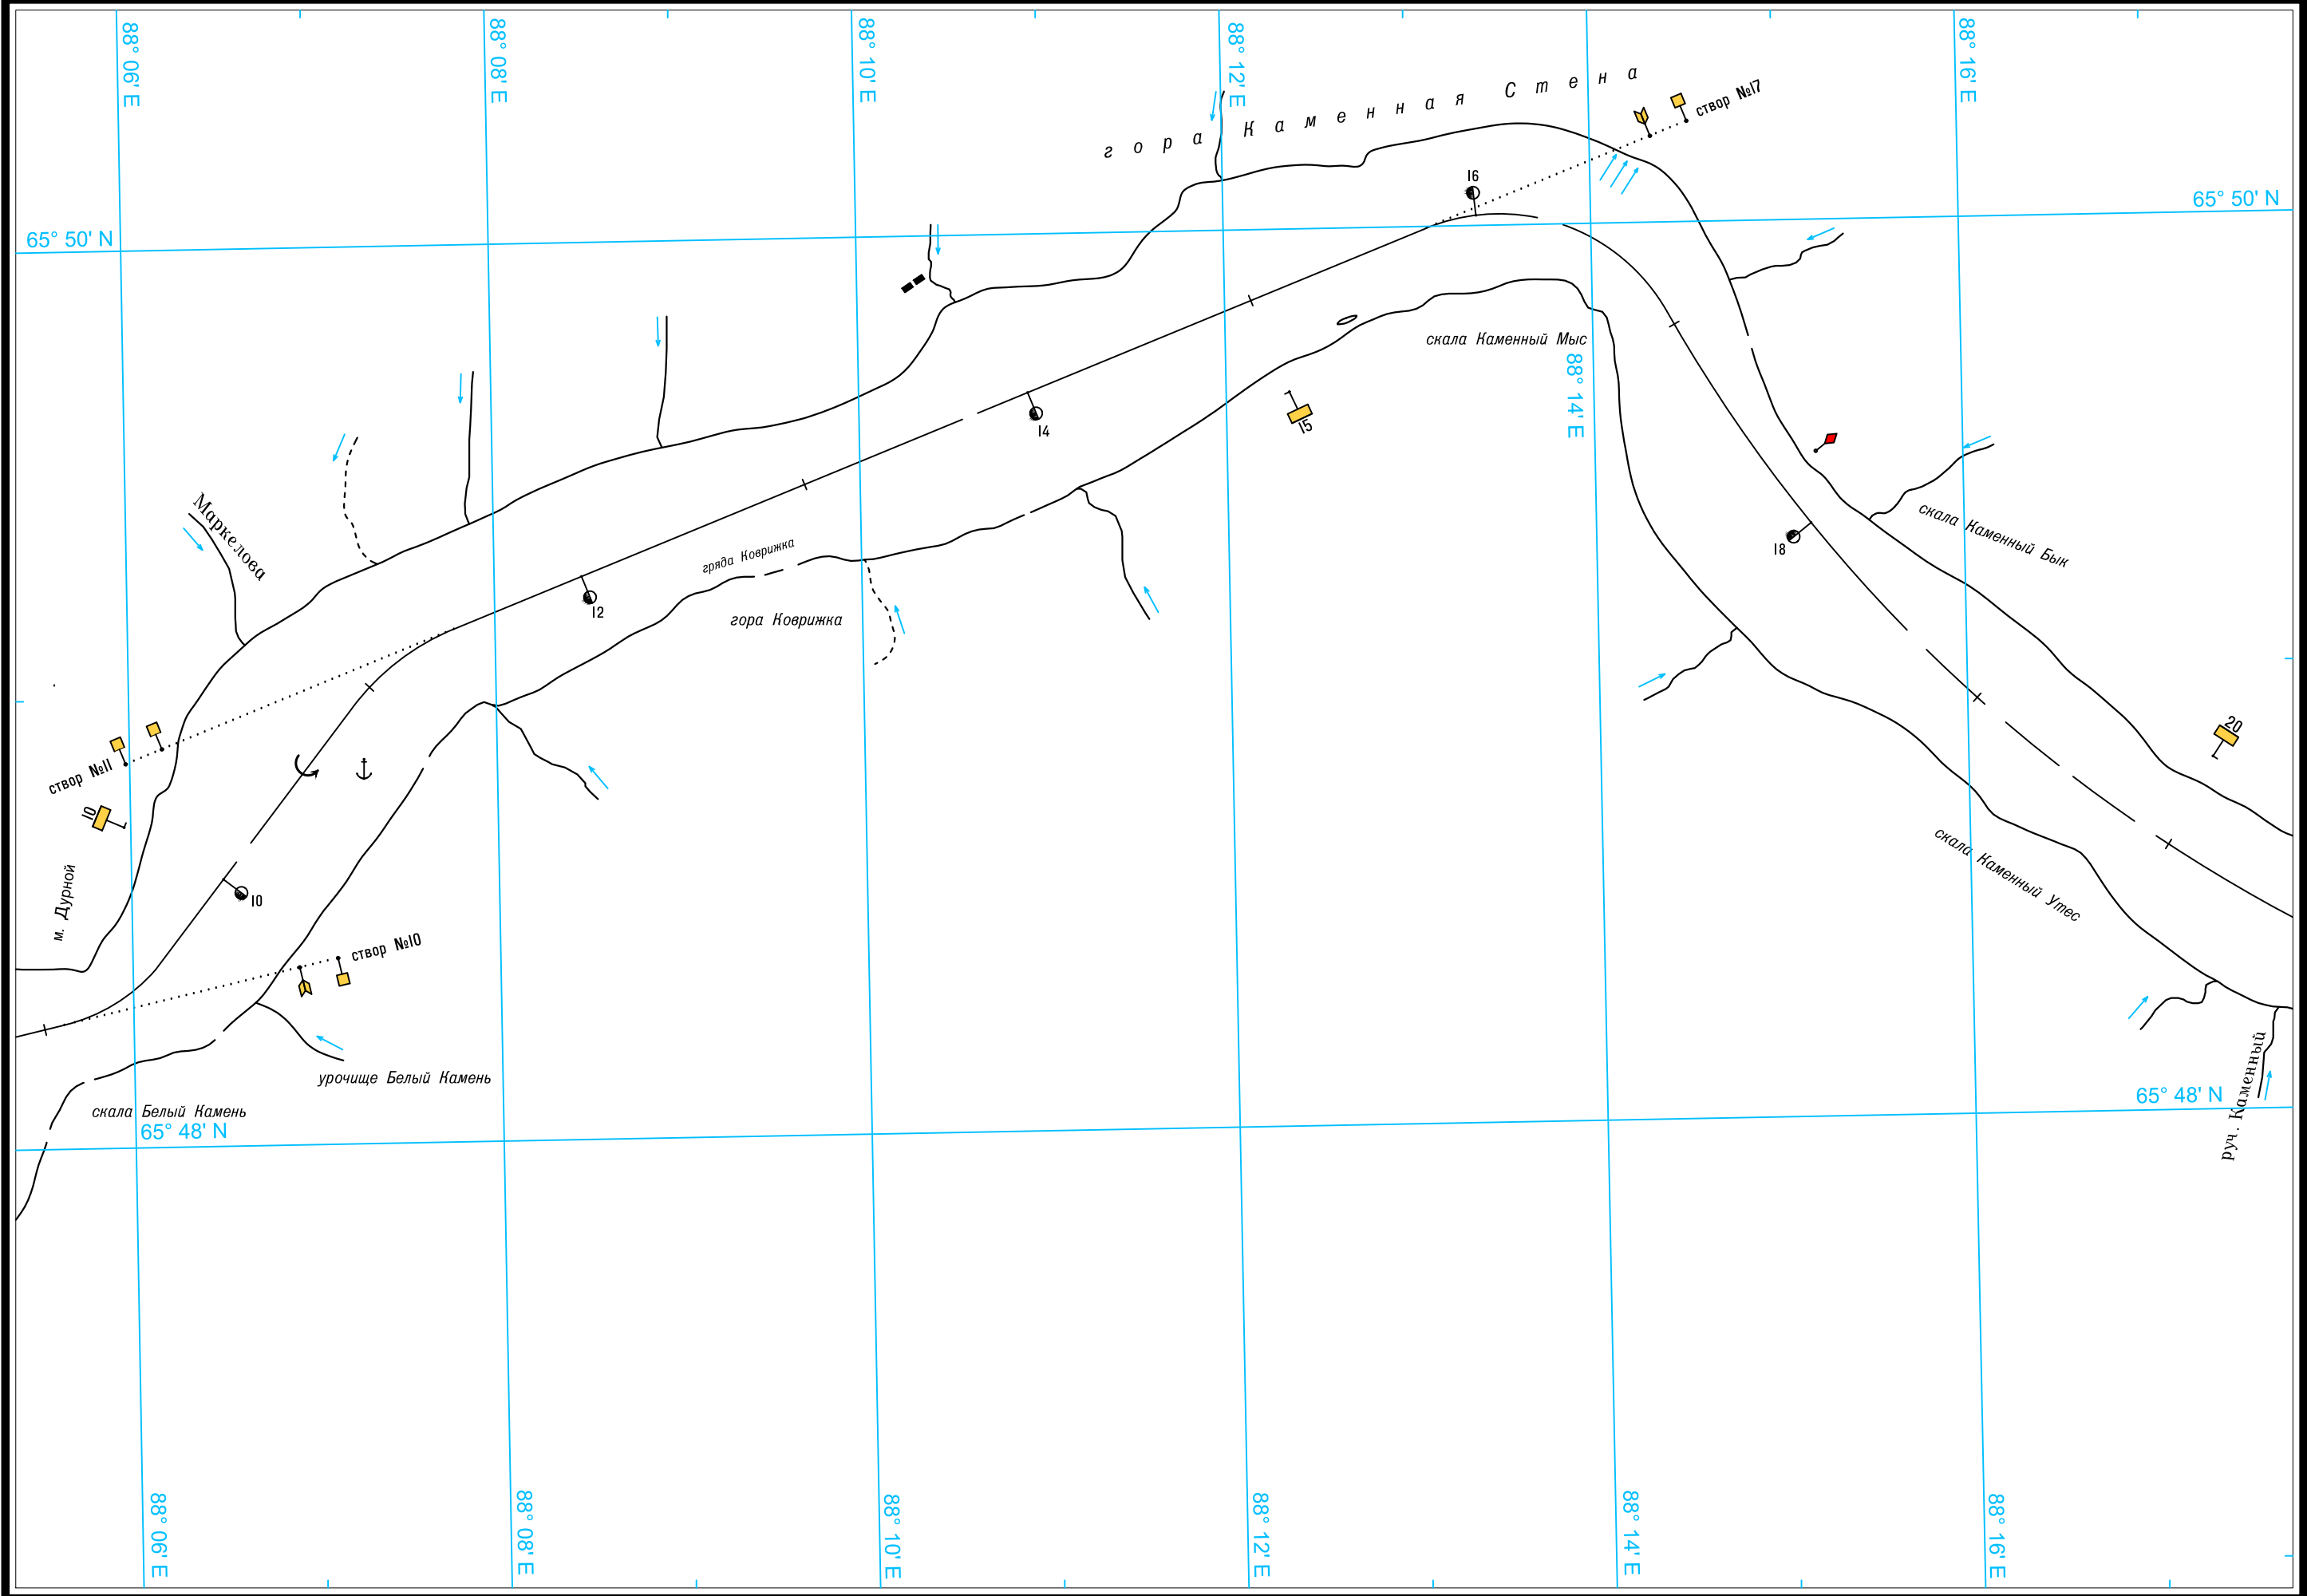 88° 06' E
88° 08' E
88° 10' E
88° 12' E
88° 16' E
гора Каменная Стена
створ №17
16
65° 50' N
65° 50' N
скала Каменный Мыс
88° 14' E
14
15
Маркелова
скала Каменный Бык
18
гряда Коврижка
12
гора Коврижка
створ №11
20
10
м. Дурной
10
скала Каменный Утес
створ №10
урочище Белый Камень
скала Белый Камень
65° 48' N
65° 48' N
руч. Каменный
88° 06' E
88° 08' E
88° 10' E
88° 12' E
88° 14' E
88° 16' E